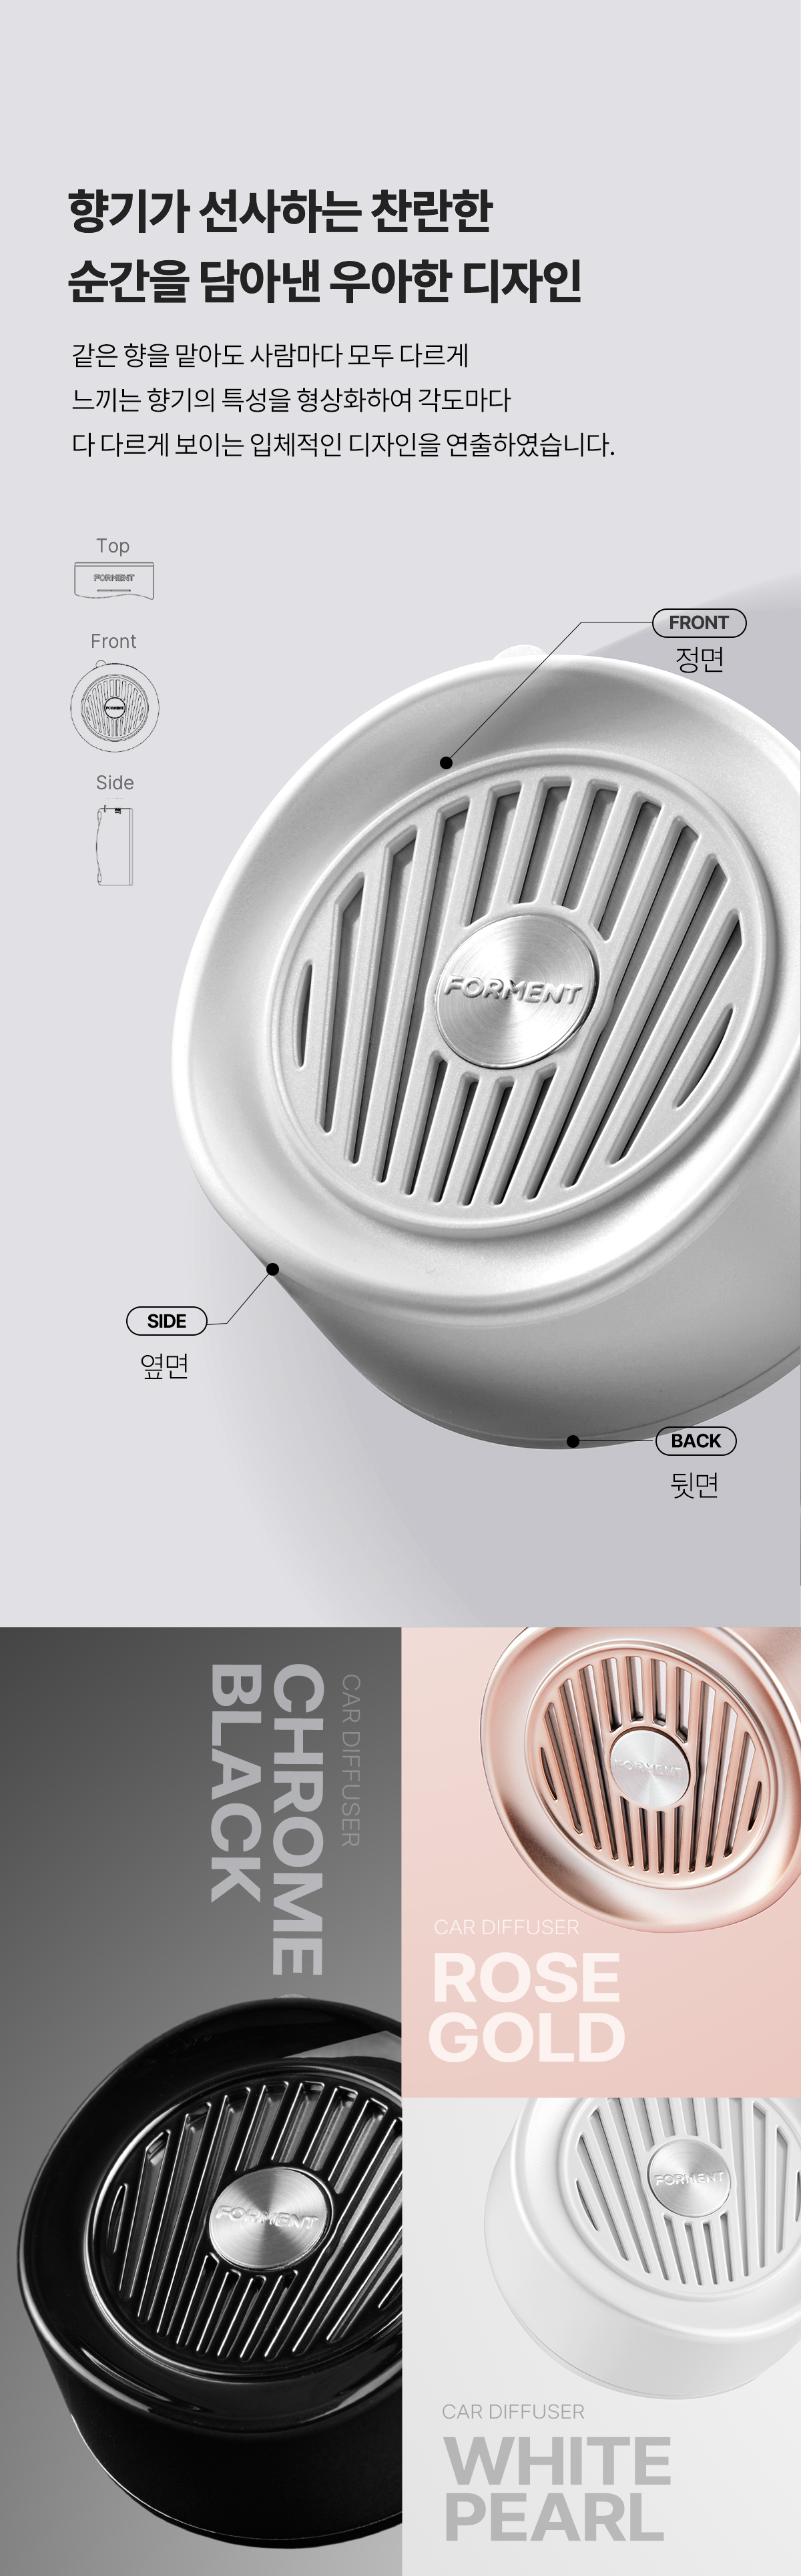 향기가 선사하는 찬란한
순간을 담아낸 우아한 디자인
같은 향을 맡아도 사람마다 모두 다르게
느끼는 향기의 특성을 형상화하여 각도마다
다 다르게 보이는 입체적인 디자인을 연출하였습니다.
Top
FORMENT
Front
FORMENT
Side
FRONT
정면
FORMENT
SIDE
옆면
BACK
뒷면
CAR DIFFUSER
CHROME
BLACK
FORMENT
FORMENT
CAR DIFFUSER
ROSE
GOLD
FORMENT
CAR DIFFUSER
WHITE
PEARL